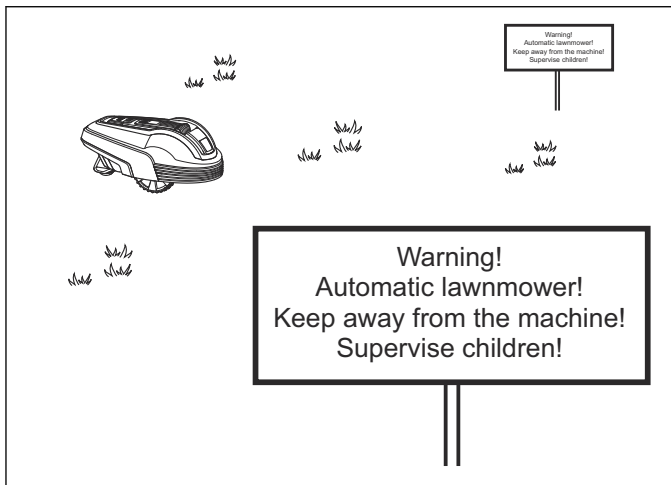 Warning!
Automatic lawnmower!
Keep away from the machine!
Supervise children!
Warning!
Automatic lawnmower!
Keep away from the machine!
Supervise children!